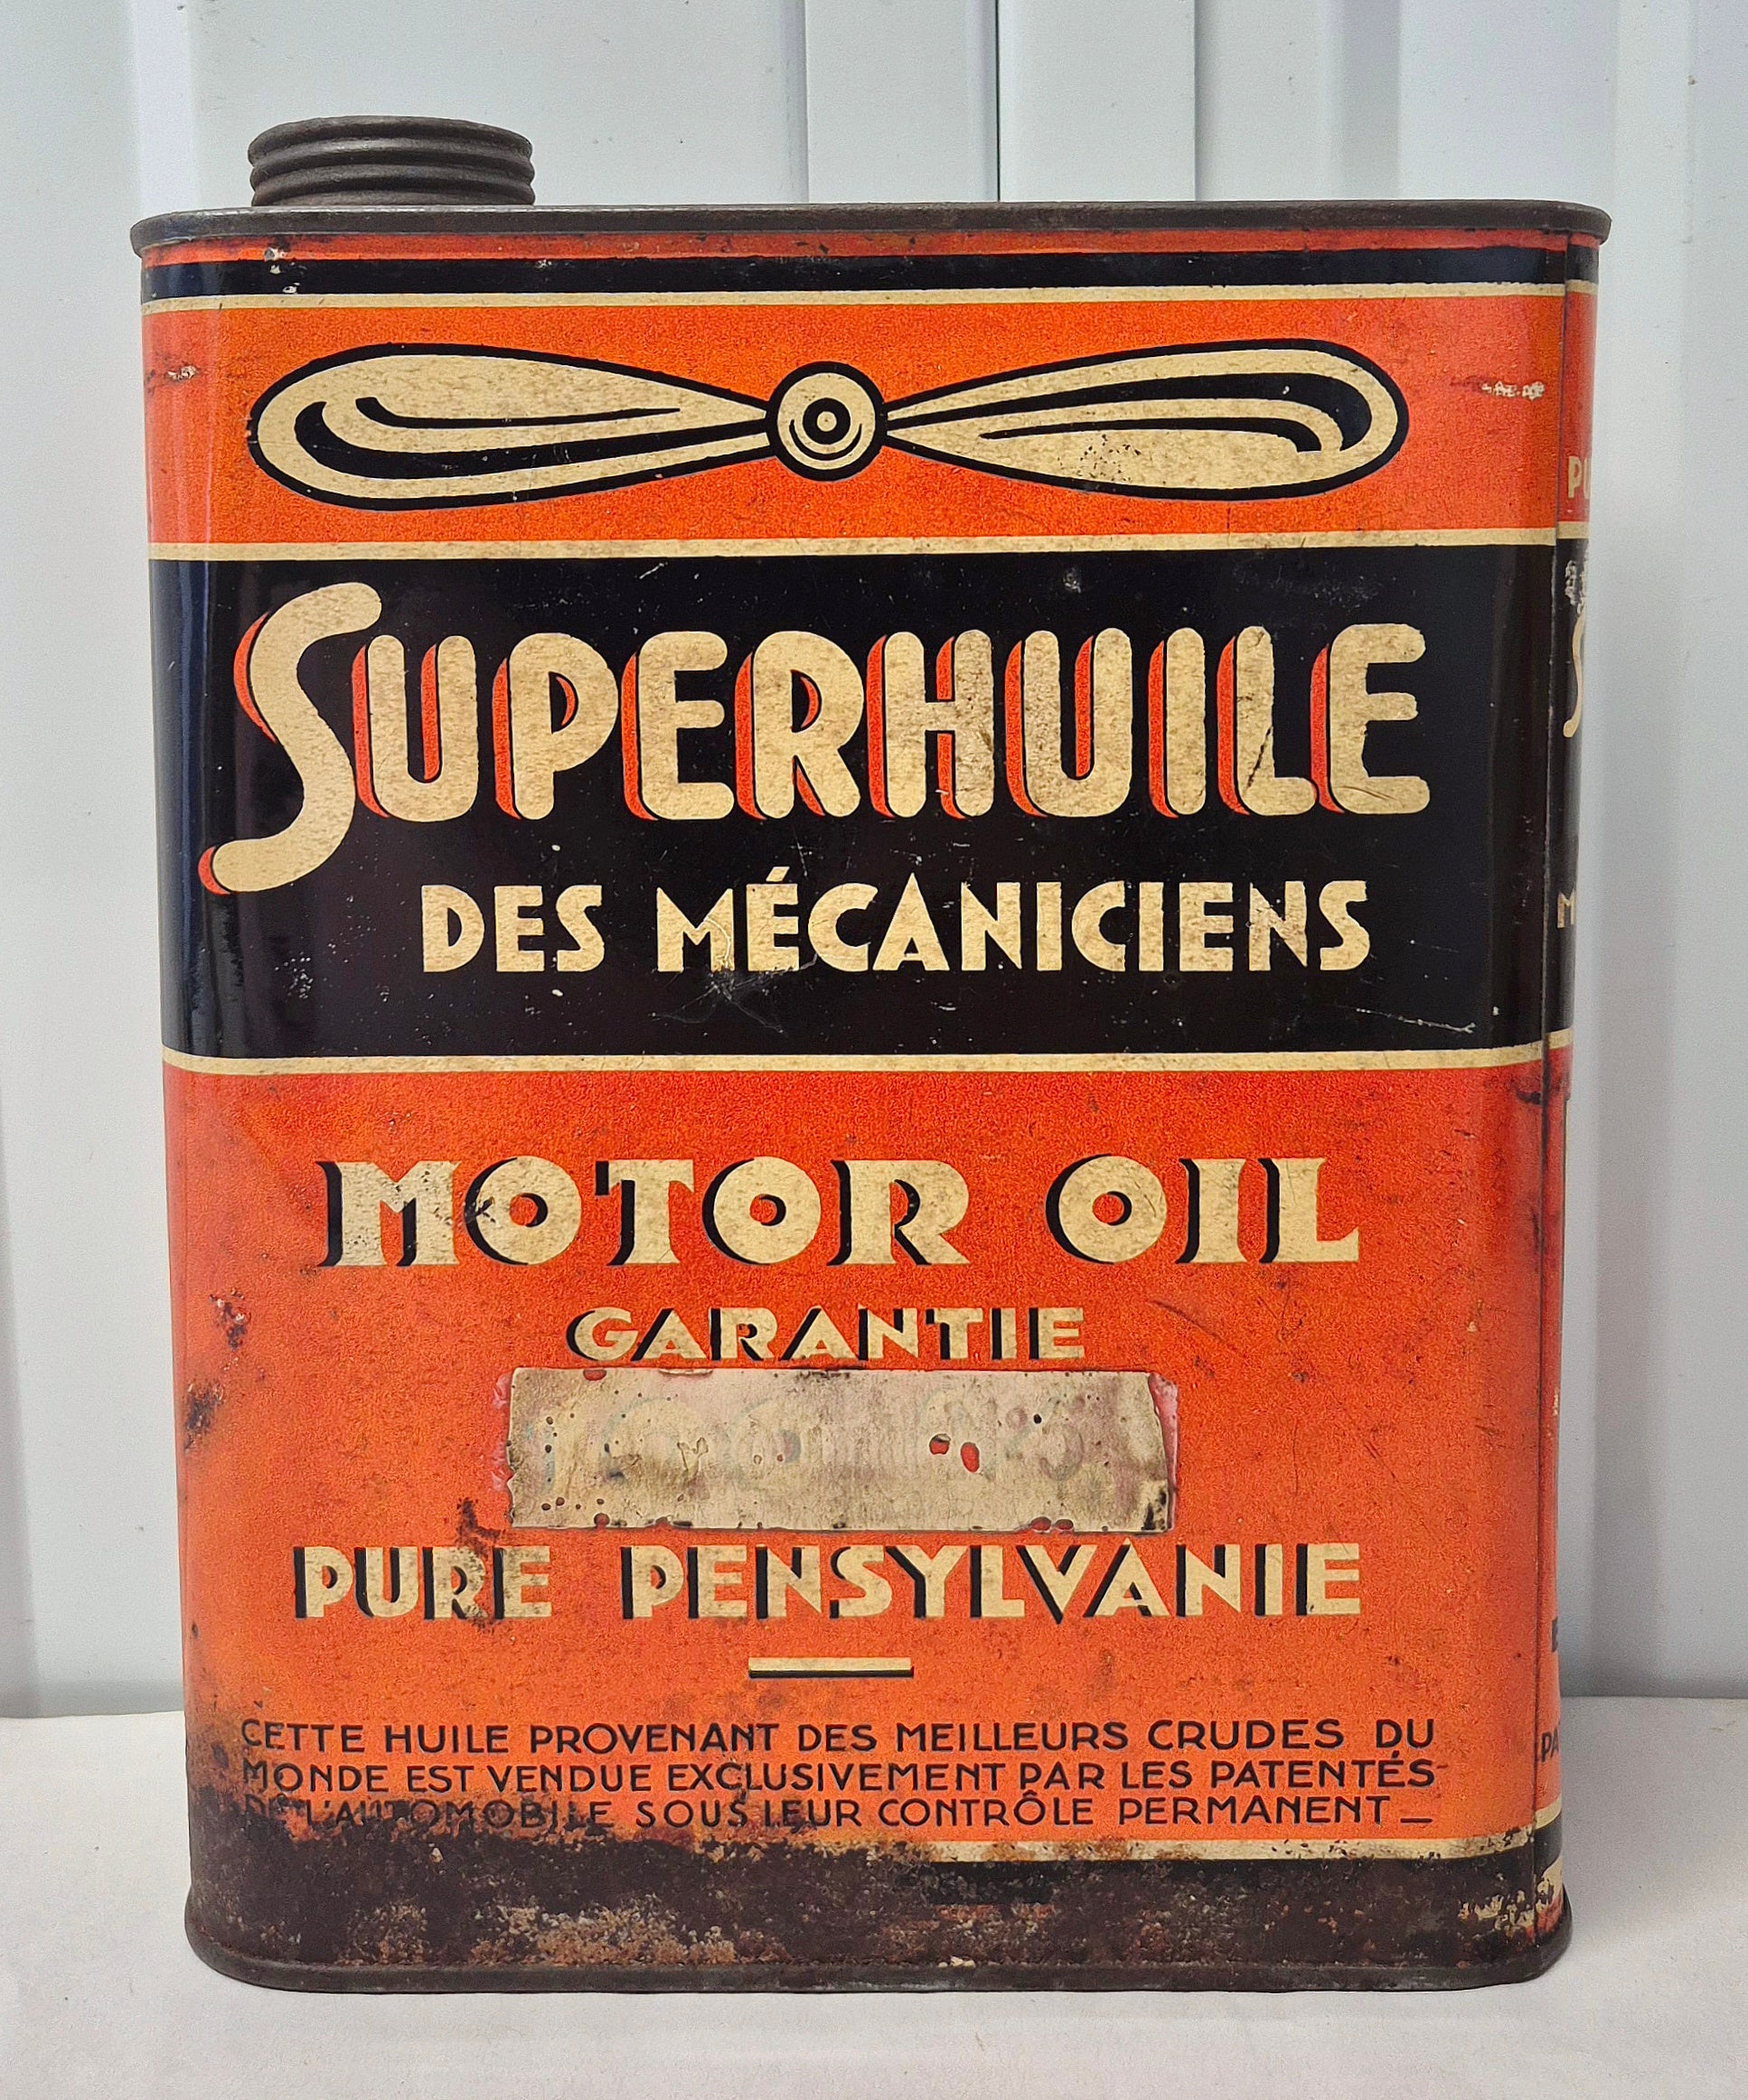 SUPERHUILE
DES MÉCANICIENS
MOTOR OIL
GARANTIE
PURE PENSYLVANIE
CETTE HUILE PROVENANT DES MEILLEURS CRUDES DU
MONDE EST VENDUE EXCLUSIVEMENT PAR LES PATENTÉS
DE L'AUTOMOBILE SOUS LEUR CONTRÔLE PERMANENT